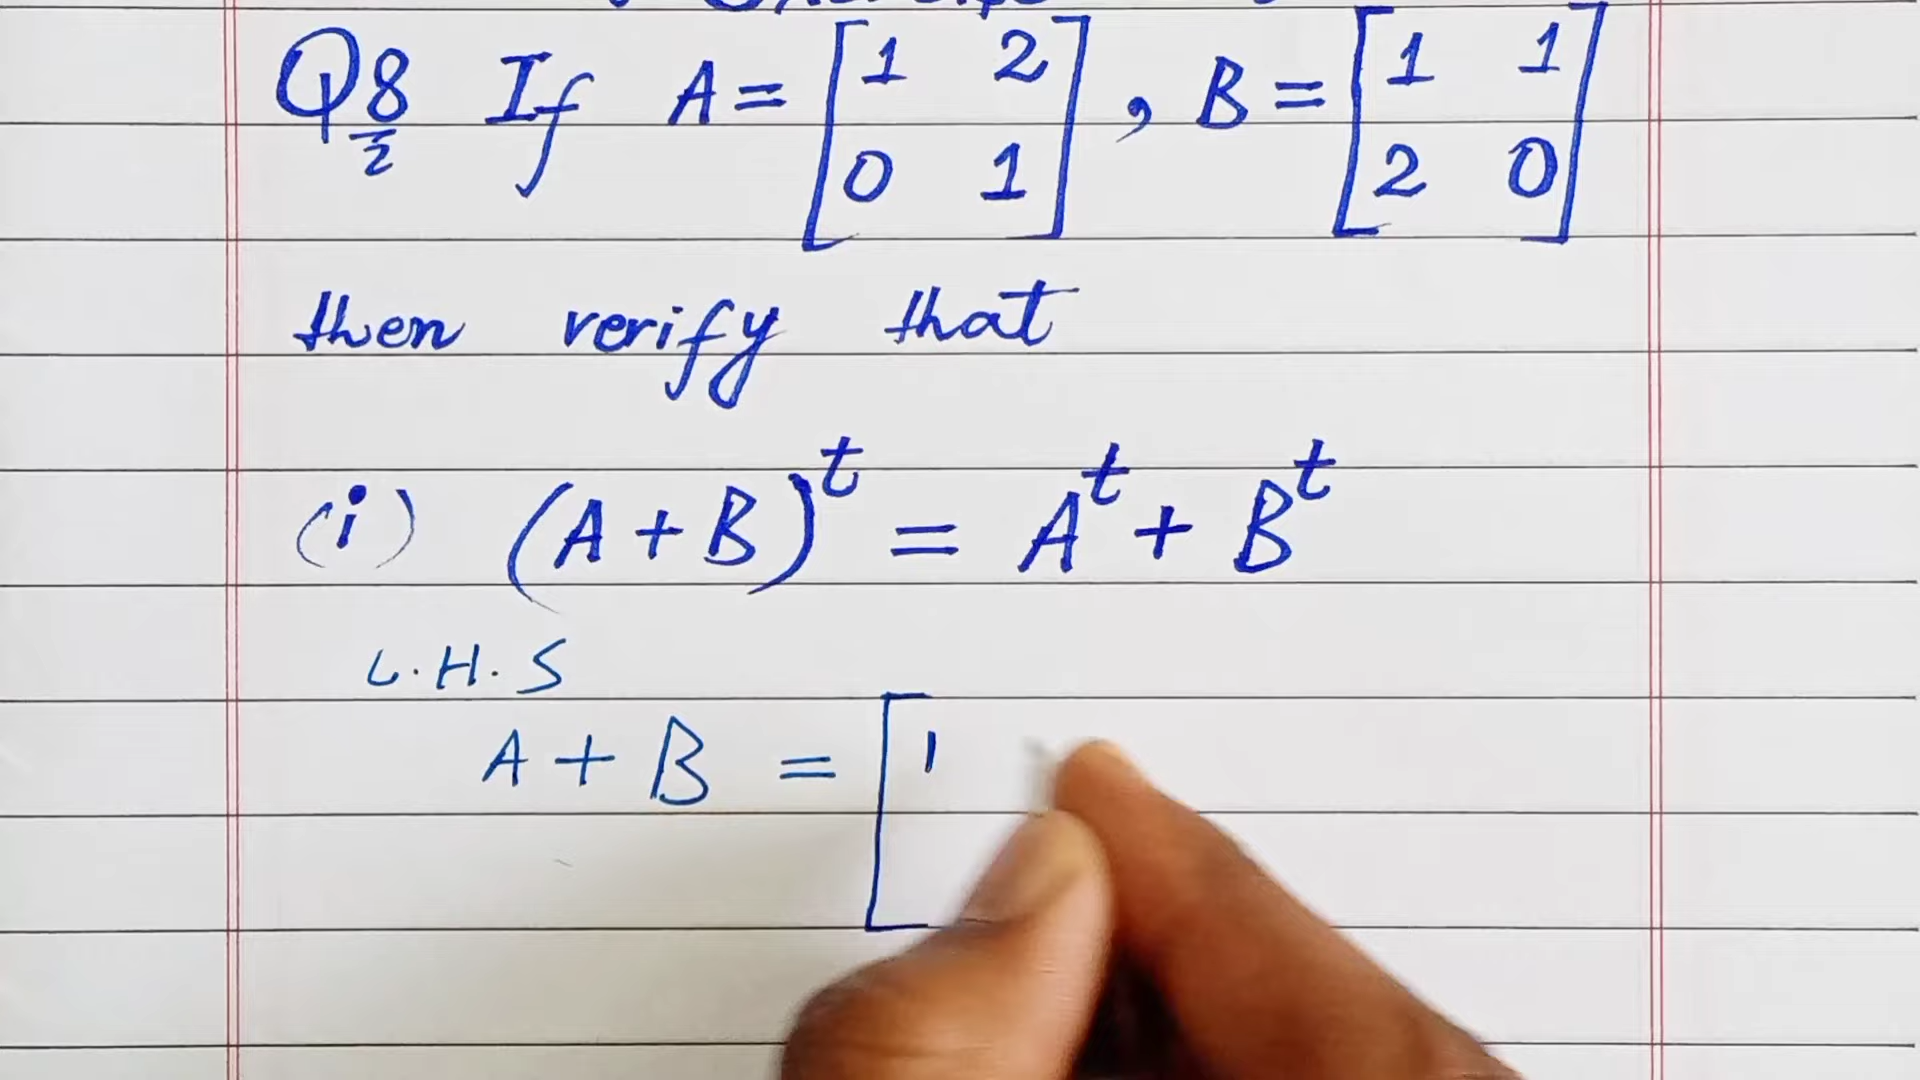 Q8 If A = [1 2 0 1], B = [1 1 2 0]
then verify that
(i) (A + B)^t = A^t + B^t
L.H.S
A + B = [1